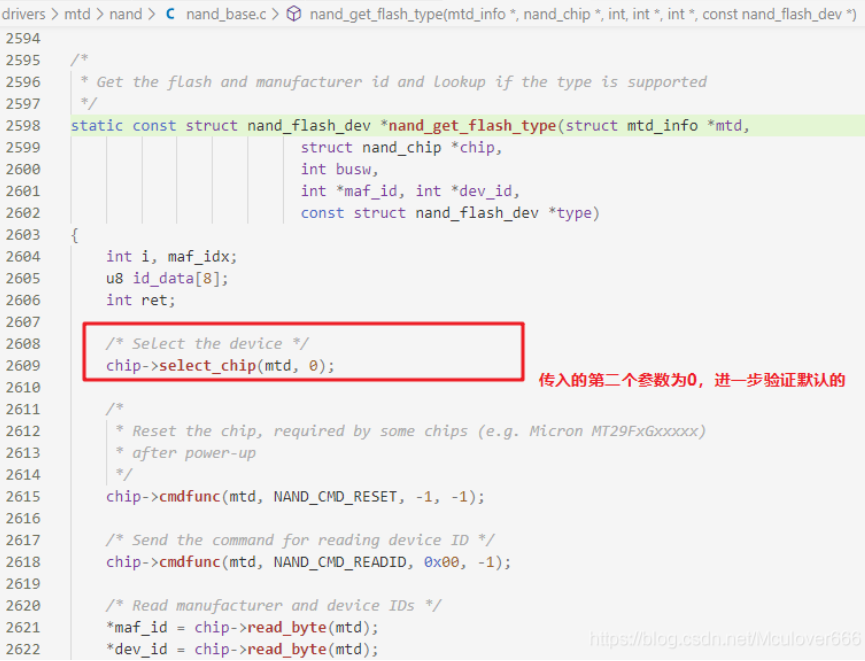 drivers > mtd > nand > C nand_base.c > nand_get_flash_type(mtd_info *, nand_chip *, int, int *, int *, const nand_flash_dev *)
2594
2595 /*
2596  * Get the flash and manufacturer id and lookup if the type is supported
2597  */
2598 static const struct nand_flash_dev *nand_get_flash_type(struct mtd_info *mtd,
2599 struct nand_chip *chip,
2600 int busw,
2601 int *maf_id, int *dev_id,
2602 const struct nand_flash_dev *type)
2603 {
2604 int i, maf_idx;
2605 u8 id_data[8];
2606 int ret;
2607
2608 /* Select the device */
2609 chip->select_chip(mtd, 0);
传入的第二个参数为0，进一步验证默认的
2610
2611 /*
2612  * Reset the chip, required by some chips (e.g. Micron MT29FxGxxxxx)
2613  * after power-up
2614  */
2615 chip->cmdfunc(mtd, NAND_CMD_RESET, -1, -1);
2616
2617 /* Send the command for reading device ID */
2618 chip->cmdfunc(mtd, NAND_CMD_READID, 0x00, -1);
2619
2620 /* Read manufacturer and device IDs */
2621 *maf_id = chip->read_byte(mtd);
2622 *dev_id = chip->read_byte(mtd);
https://blog.csdn.net/Mculover666